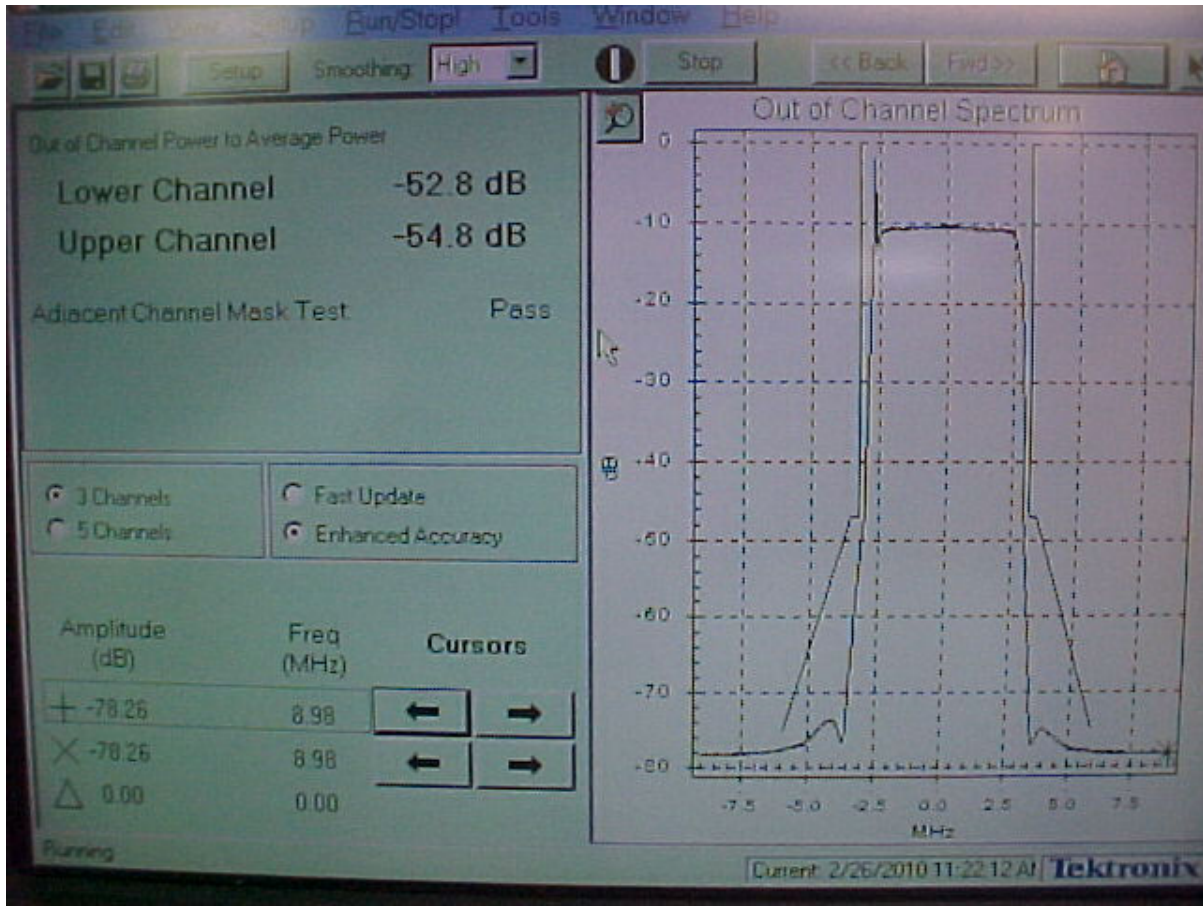 File Edit View Setup Run/Stop! Tools Window Help
Setup Smoothing: High Stop << Back Fwd >>
Out of Channel Power to Average Power
Lower Channel -52.8 dB
Upper Channel -54.8 dB
Adjacent Channel Mask Test: Pass
3 Channels
5 Channels
Fast Update
Enhanced Accuracy
Amplitude (dB) Freq (MHz) Cursors
-78.26 8.98
-78.26 8.98
0.00 0.00
Running
Out of Channel Spectrum
0
-10
-20
-30
-40
-50
-60
-70
-80
dB
-7.5 -5.0 -2.5 0.0 2.5 5.0 7.5
MHz
Current: 2/26/2010 11:22:12 AM Tektronix